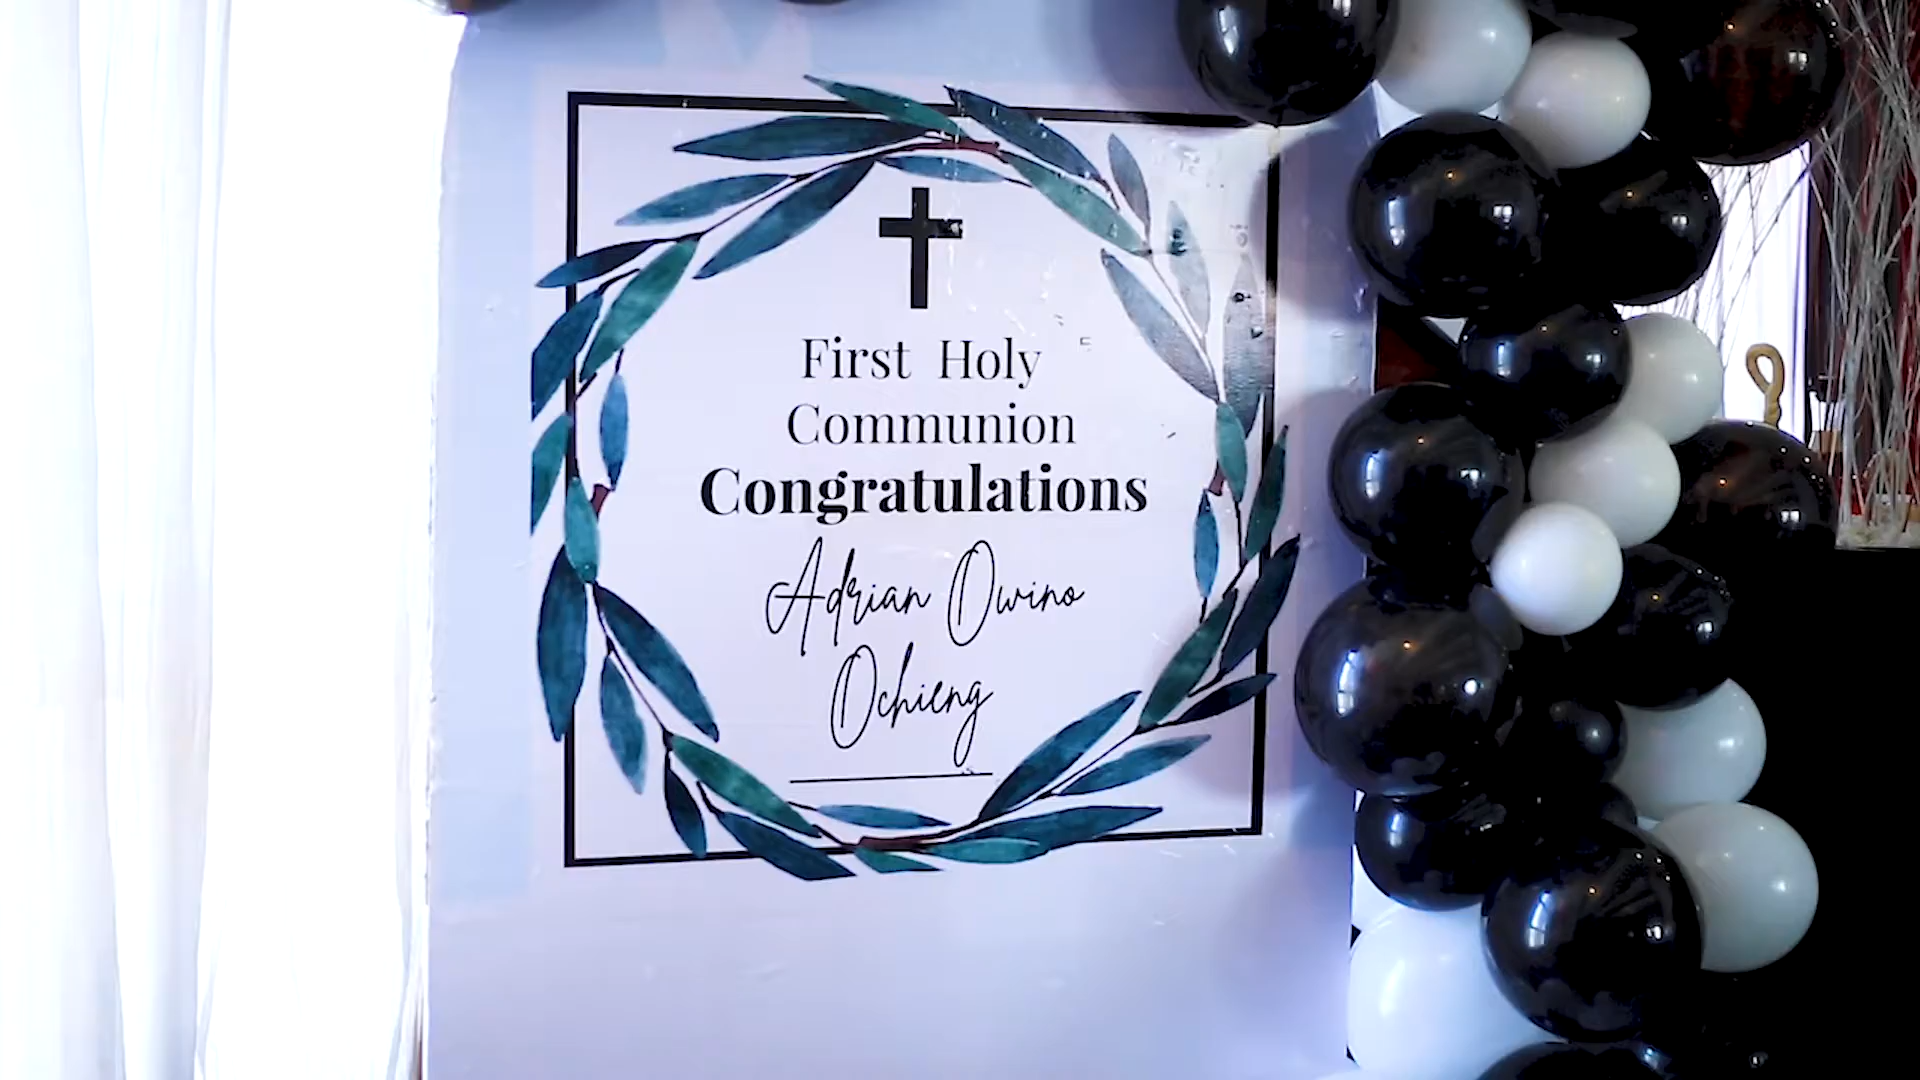 First Holy
Communion
Congratulations
Adrian Owino
Ochieng